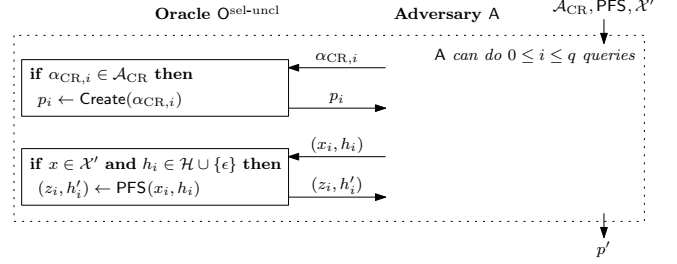 Oracle O^sel-uncl Adversary A 𝒜_CR, PFS, 𝒳′
A can do 0 ≤ i ≤ q queries
α_CR,i
if α_CR,i ∈ 𝒜_CR then
p_i ← Create(α_CR,i)
p_i
(x_i, h_i)
if x ∈ 𝒳′ and h_i ∈ ℋ ∪ {ϵ} then
(z_i, h′_i) ← PFS(x_i, h_i)
(z_i, h′_i)
p′